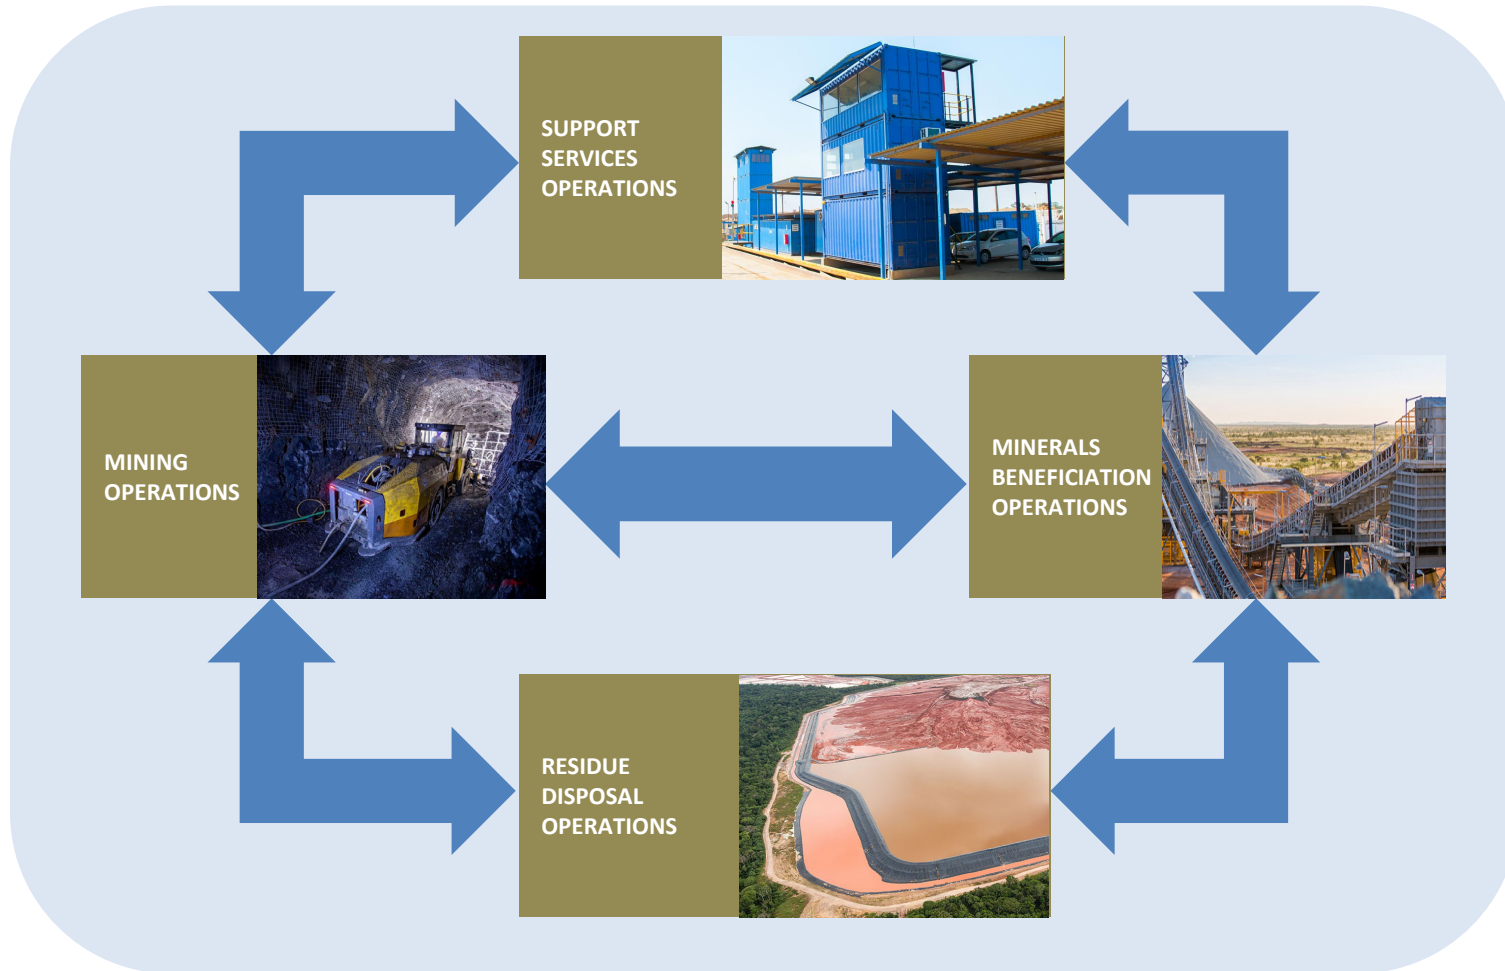 SUPPORT
SERVICES
OPERATIONS
MINING
OPERATIONS
MINERALS
BENEFICIATION
OPERATIONS
RESIDUE
DISPOSAL
OPERATIONS